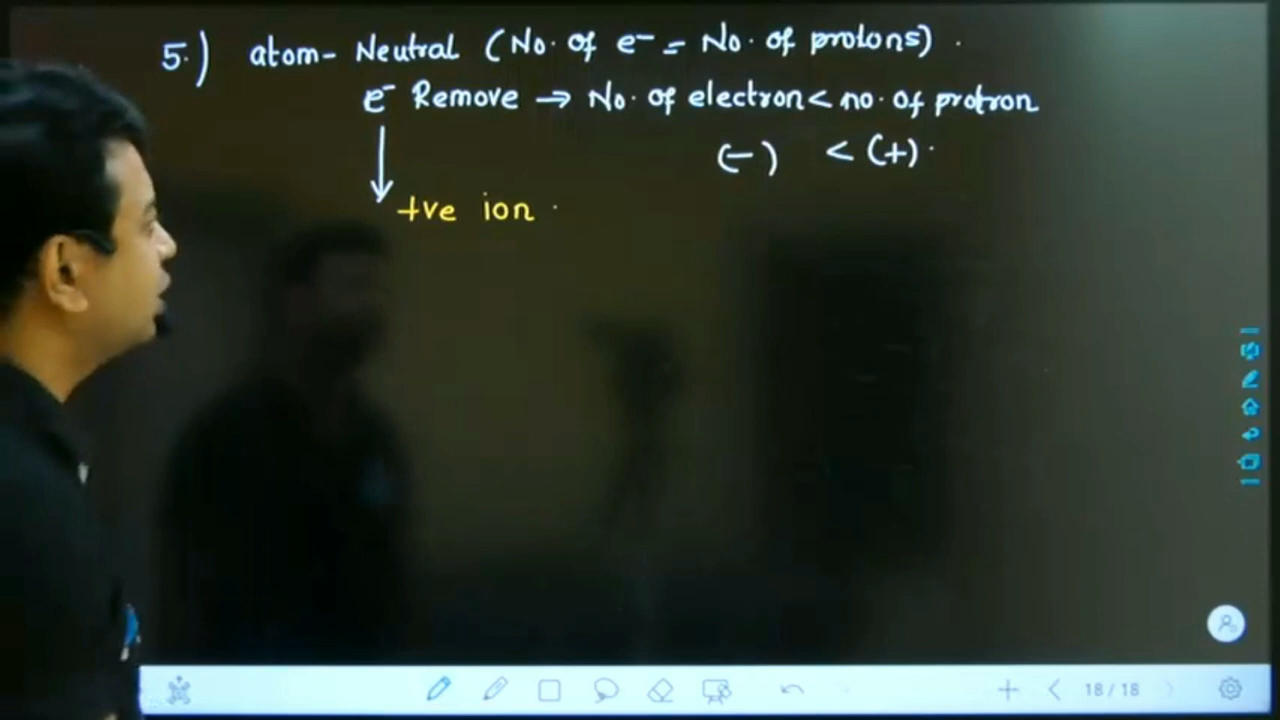 5.) atom- Neutral (No. of e⁻ = No. of protons).
e⁻ Remove → No. of electron < no. of protron
(-) < (+).
+ve ion.
18/18